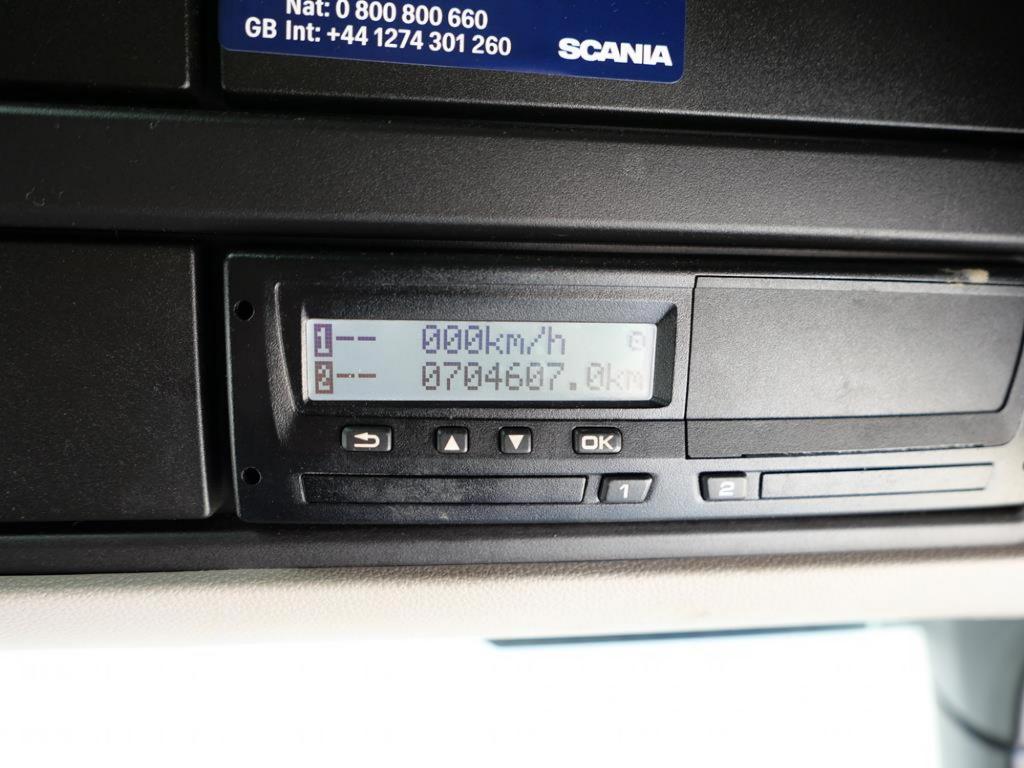 Nat: 0 800 800 660
GB Int: +44 1274 301 260
SCANIA
1-- 000km/h
2-- 0704607.0km
OK
1
2